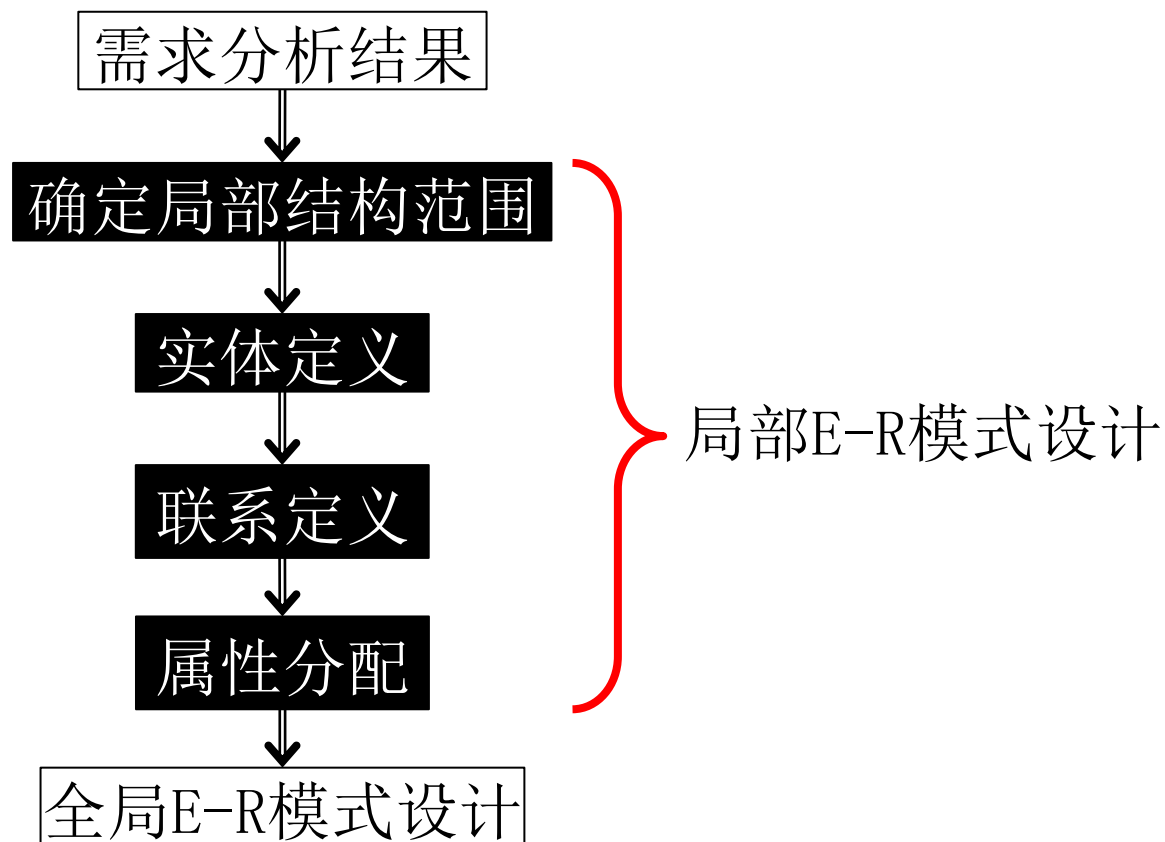 需求分析结果
确定局部结构范围
实体定义
联系定义
属性分配
局部E-R模式设计
全局E-R模式设计